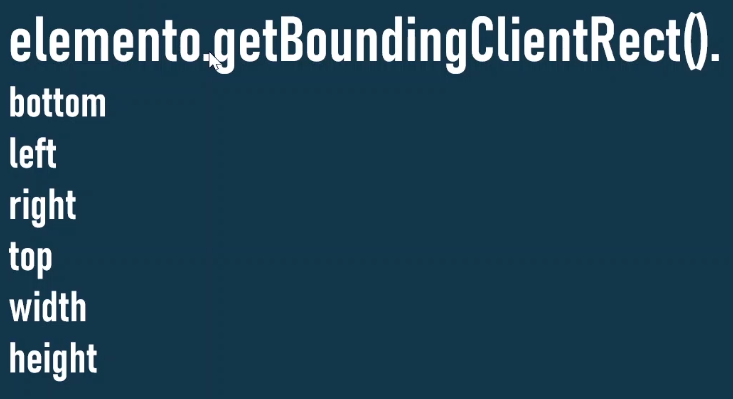 elemento.getBoundingClientRect().
bottom
left
right
top
width
height